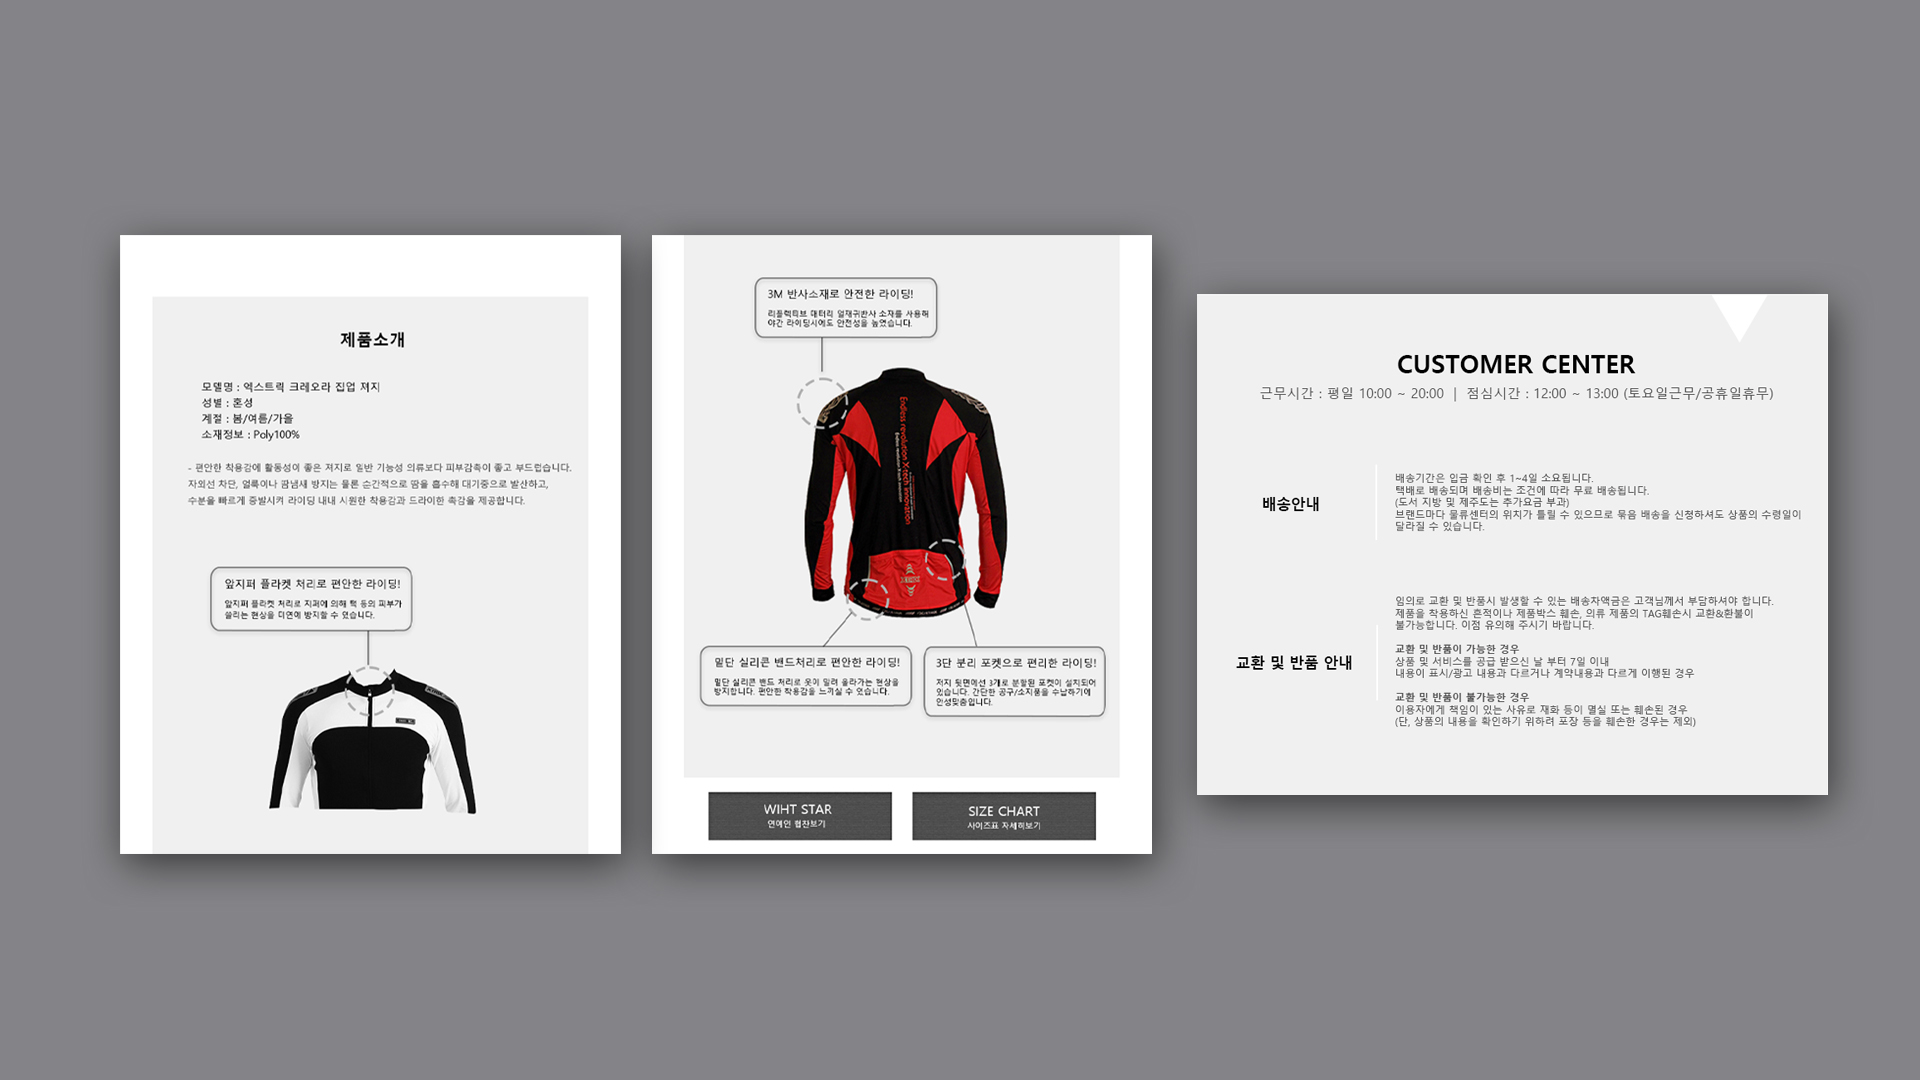 제품소개
모델명 : 엑스트릭 크레오라 집업 져지
성별 : 혼성
계절 : 봄/여름/가을
소재정보 : Poly100%
- 편안한 착용감에 활동성이 좋은 져지로 일반 기능성 의류보다 피부감촉이 좋고 부드럽습니다.
자외선 차단, 얼룩이나 땀냄새 방지는 물론 순간적으로 땀을 흡수해 대기중으로 발산하고,
수분을 빠르게 증발시켜 라이딩 내내 시원한 착용감과 드라이한 촉감을 제공합니다.
앞지퍼 플라켓 처리로 편안한 라이딩!
앞지퍼 플라켓 처리로 지퍼에 의해 턱 등의 피부가
쓸리는 현상을 미연에 방지할 수 있습니다.
3M 반사소재로 안전한 라이딩!
리플렉티브 매터리 얼재귀반사 소재를 사용해
야간 라이딩시에도 안전성을 높였습니다.
Endless revolution X-tech innovation
밑단 실리콘 밴드처리로 편안한 라이딩!
밑단 실리콘 밴드 처리로 옷이 밀려 올라가는 현상을
방지합니다. 편안한 착용감을 느끼실 수 있습니다.
3단 분리 포켓으로 편리한 라이딩!
져지 뒷면에선 3개로 분할된 포켓이 설치되어
있습니다. 간단한 공구/소지품을 수납하기에
안성맞춤입니다.
WIHT STAR
연예인 협찬보기
SIZE CHART
사이즈표 자세히보기
CUSTOMER CENTER
근무시간 : 평일 10:00 ~ 20:00 | 점심시간 : 12:00 ~ 13:00 (토요일근무/공휴일휴무)
배송안내
배송기간은 입금 확인 후 1~4일 소요됩니다.
택배로 배송되며 배송비는 조건에 따라 무료 배송됩니다.
(도서 지방 및 제주도는 추가요금 부과)
브랜드마다 물류센터의 위치가 틀릴 수 있으므로 묶음 배송을 신청하셔도 상품의 수령일이
달라질 수 있습니다.
교환 및 반품 안내
임의로 교환 및 반품시 발생할 수 있는 배송차액금은 고객님께서 부담하셔야 합니다.
제품을 착용하신 흔적이나 제품박스 훼손, 의류 제품의 TAG훼손시 교환&환불이
불가능합니다. 이점 유의해 주시기 바랍니다.
교환 및 반품이 가능한 경우
상품 및 서비스를 공급 받으신 날 부터 7일 이내
내용이 표시/광고 내용과 다르거나 계약내용과 다르게 이행된 경우
교환 및 반품이 불가능한 경우
이용자에게 책임이 있는 사유로 재화 등이 멸실 또는 훼손된 경우
(단, 상품의 내용을 확인하기 위하려 포장 등을 훼손한 경우는 제외)